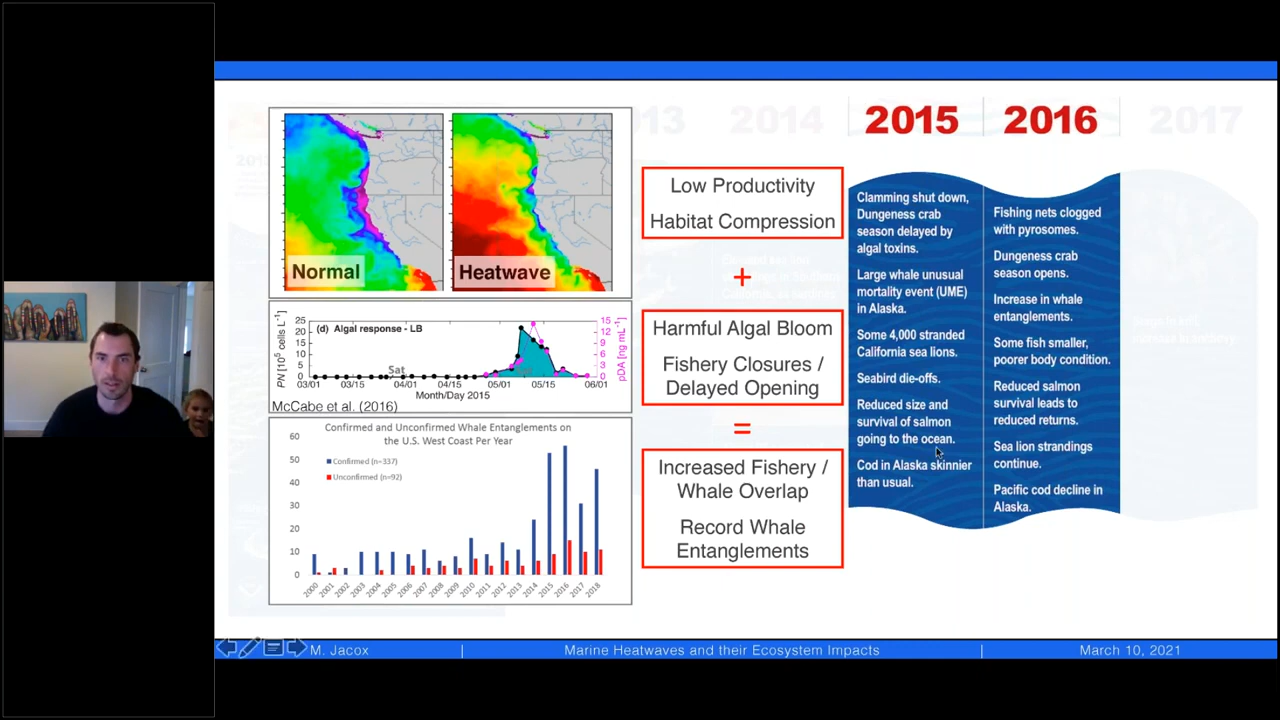 2013
2014
2015
2016
2017
Normal
Heatwave
25
20
15
10
5
0
PN [10⁵ cells L⁻¹]
(d) Algal response - LB
Sat
15
12
9
6
3
0
pDA [ng mL⁻¹]
03/01
03/15
04/01
04/15
05/01
05/15
06/01
Month/Day 2015
McCabe et al. (2016)
Confirmed and Unconfirmed Whale Entanglements on
the U.S. West Coast Per Year
Confirmed (n=337)
Unconfirmed (n=92)
60
50
40
30
20
10
0
2000
2001
2002
2003
2004
2005
2006
2007
2008
2009
2010
2011
2012
2013
2014
2015
2016
2017
2018
Low Productivity
Habitat Compression
+
Harmful Algal Bloom
Fishery Closures /
Delayed Opening
=
Increased Fishery /
Whale Overlap
Record Whale
Entanglements
Clamming shut down,
Dungeness crab
season delayed by
algal toxins.
Large whale unusual
mortality event (UME)
in Alaska.
Some 4,000 stranded
California sea lions.
Seabird die-offs.
Reduced size and
survival of salmon
going to the ocean.
Cod in Alaska skinnier
than usual.
Fishing nets clogged
with pyrosomes.
Dungeness crab
season opens.
Increase in whale
entanglements.
Some fish smaller,
poorer body condition.
Reduced salmon
survival leads to
reduced returns.
Sea lion strandings
continue.
Pacific cod decline in
Alaska.
M. Jacox
Marine Heatwaves and their Ecosystem Impacts
March 10, 2021